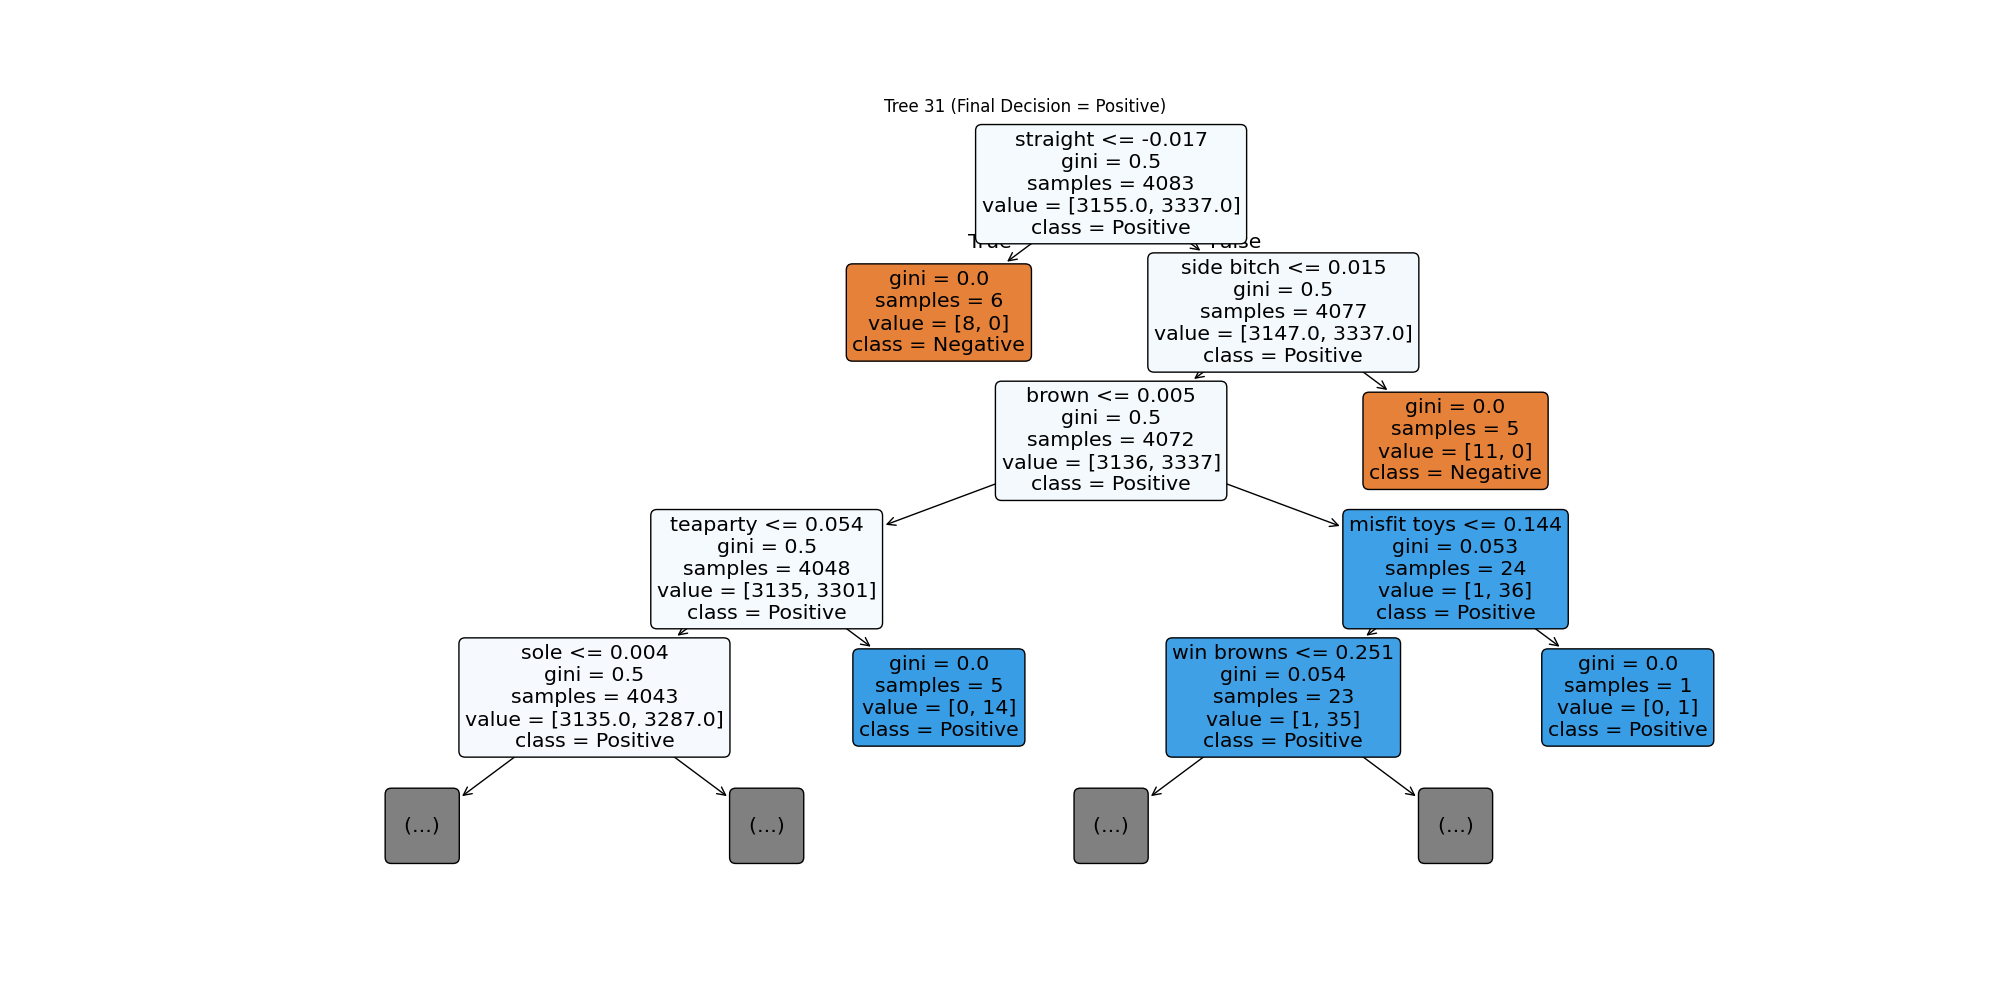 Tree 31 (Final Decision = Positive)
straight <= -0.017
gini = 0.5
samples = 4083
value = [3155.0, 3337.0]
class = Positive
True
False
gini = 0.0
samples = 6
value = [8, 0]
class = Negative
side bitch <= 0.015
gini = 0.5
samples = 4077
value = [3147.0, 3337.0]
class = Positive
brown <= 0.005
gini = 0.5
samples = 4072
value = [3136, 3337]
class = Positive
gini = 0.0
samples = 5
value = [11, 0]
class = Negative
teaparty <= 0.054
gini = 0.5
samples = 4048
value = [3135, 3301]
class = Positive
misfit toys <= 0.144
gini = 0.053
samples = 24
value = [1, 36]
class = Positive
sole <= 0.004
gini = 0.5
samples = 4043
value = [3135.0, 3287.0]
class = Positive
gini = 0.0
samples = 5
value = [0, 14]
class = Positive
win browns <= 0.251
gini = 0.054
samples = 23
value = [1, 35]
class = Positive
gini = 0.0
samples = 1
value = [0, 1]
class = Positive
(...)
(...)
(...)
(...)